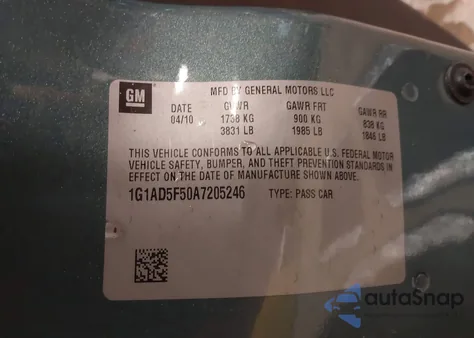 GM
MFD BY GENERAL MOTORS LLC
DATE GVWR GAWR FRT GAWR RR
04/10 1738 KG 900 KG 838 KG
3831 LB 1985 LB 1846 LB
THIS VEHICLE CONFORMS TO ALL APPLICABLE U.S. FEDERAL MOTOR
VEHICLE SAFETY, BUMPER, AND THEFT PREVENTION STANDARDS IN
EFFECT ON THE DATE OF MANUFACTURE SHOWN ABOVE.
1G1AD5F50A7205246 TYPE: PASS CAR
autaSnap